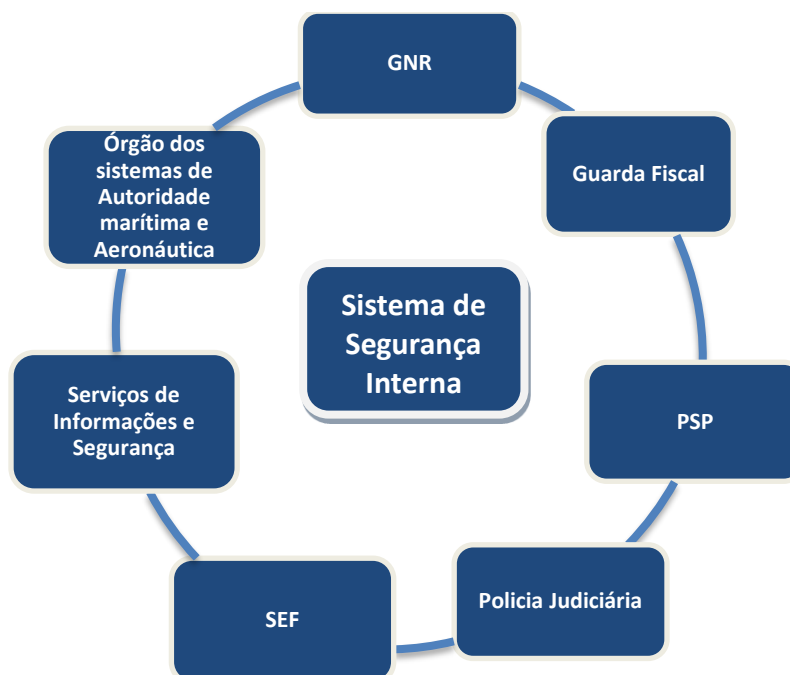 GNR
Guarda Fiscal
PSP
Policia Judiciária
SEF
Serviços de
Informações e
Segurança
Órgão dos
sistemas de
Autoridade
marítima e
Aeronáutica
Sistema de
Segurança
Interna